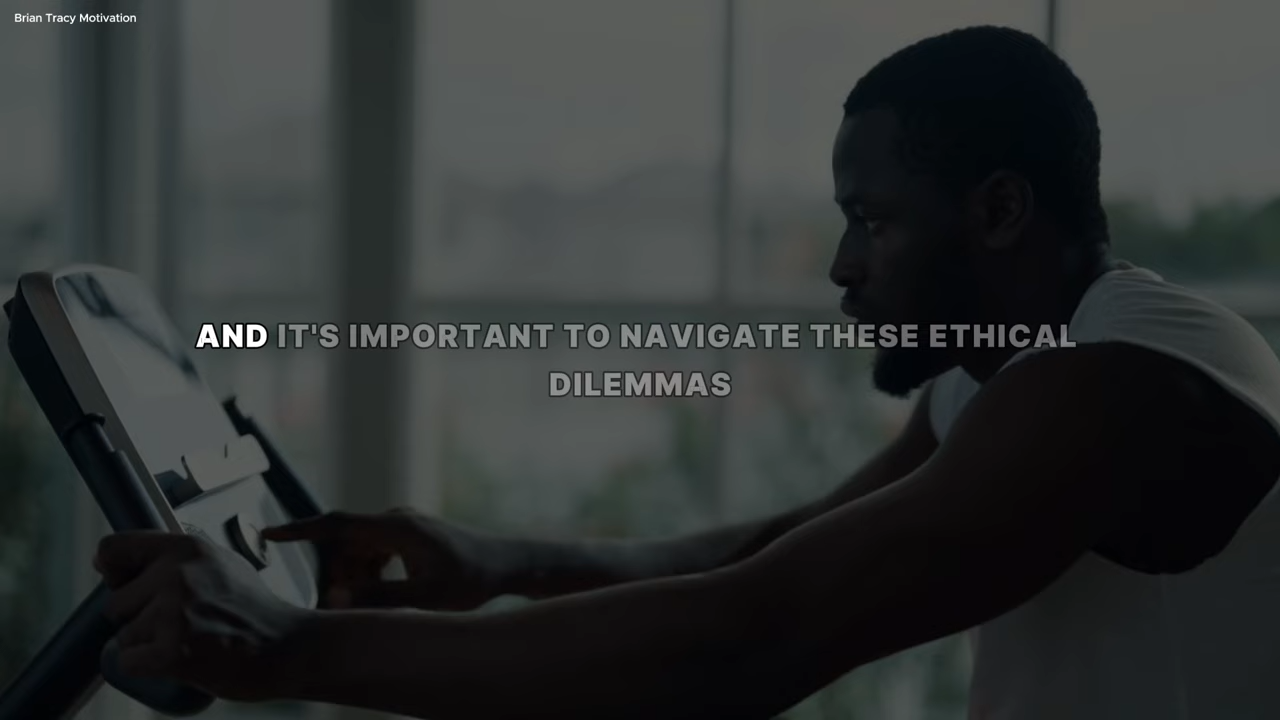 Brian Tracy Motivation
AND IT'S IMPORTANT TO NAVIGATE THESE ETHICAL
DILEMMAS